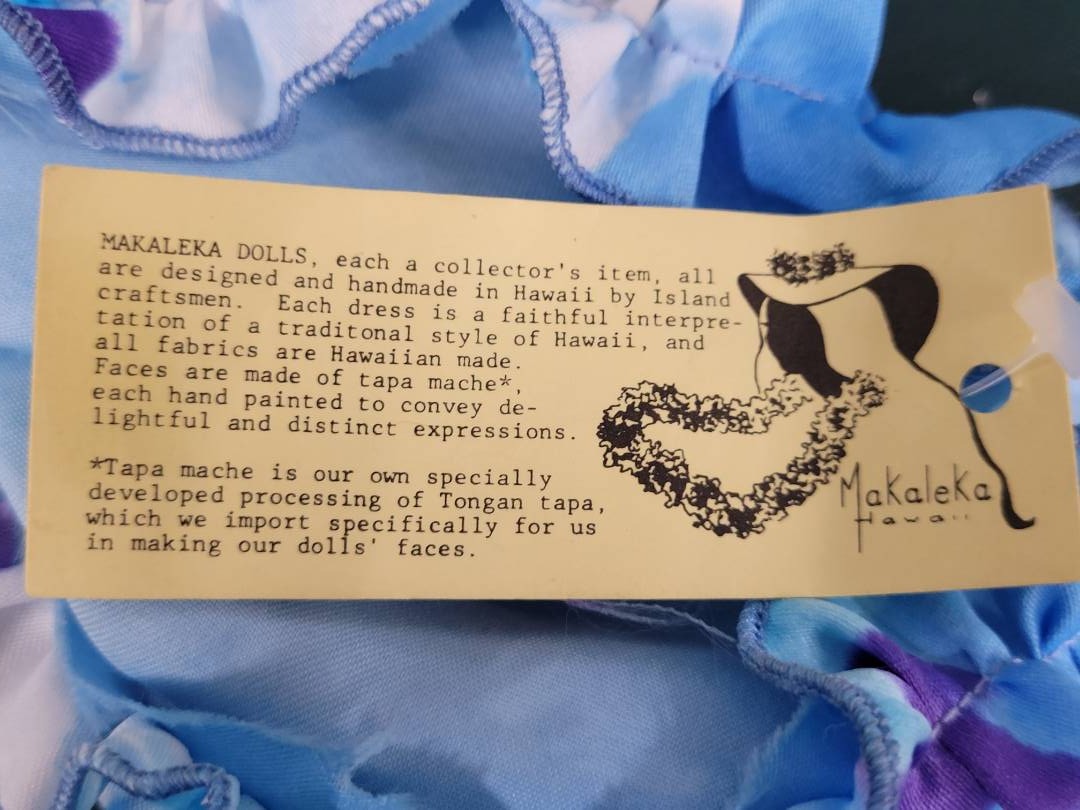 MAKALEKA DOLLS, each a collector's item, all
are designed and handmade in Hawaii by Island
craftsmen. Each dress is a faithful interpre-
tation of a traditonal style of Hawaii, and
all fabrics are Hawaiian made.
Faces are made of tapa mache*,
each hand painted to convey de-
lightful and distinct expressions.
*Tapa mache is our own specially
developed processing of Tongan tapa,
which we import specifically for us
in making our dolls' faces.
Makaleka
Hawaii